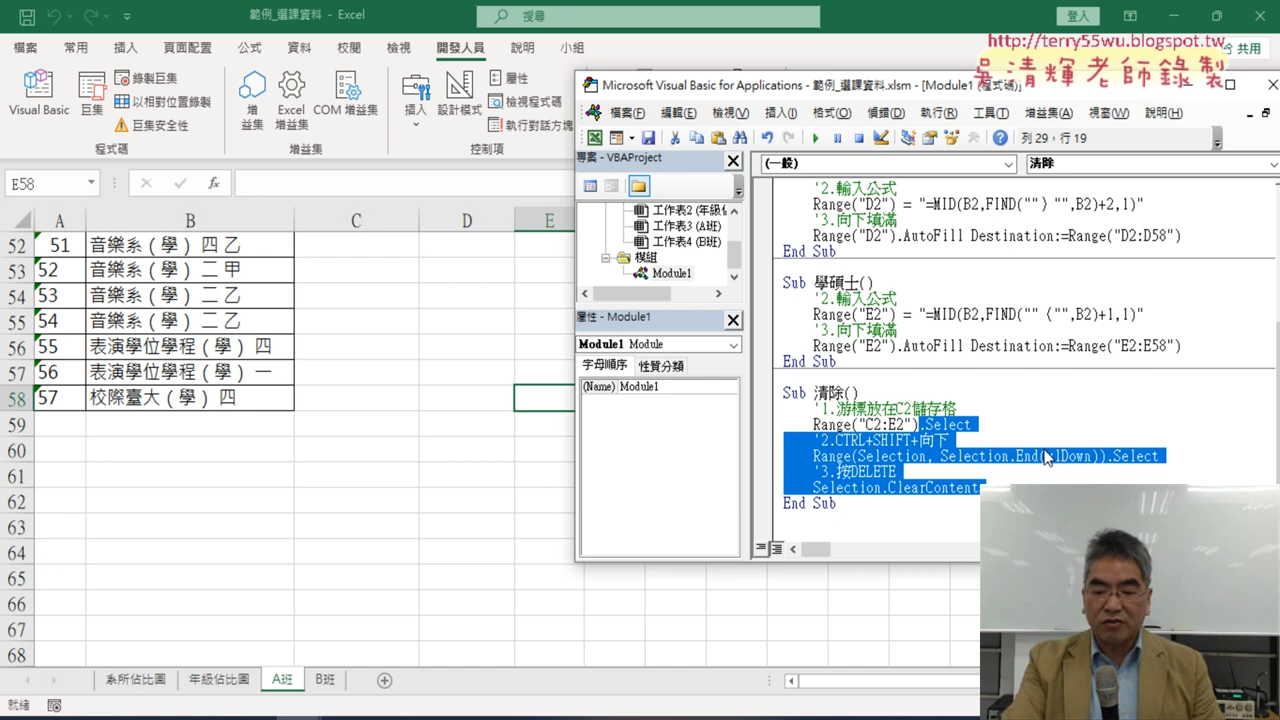 範例_選課資料 - Excel
搜尋
登入
http://terry55wu.blogspot.tw
吳清輝老師錄製
檔案 常用 插入 頁面配置 公式 資料 校閱 檢視 開發人員 說明 小組
共用
Visual Basic
巨集
錄製巨集
以相對位置錄製
巨集安全性
程式碼
增益集
Excel 增益集
COM 增益集
增益集
插入
設計模式
屬性
檢視程式碼
執行對話方塊
控制項
E58
fx
A B C D E
52 51 音樂系（學）四 乙
53 52 音樂系（學）二 甲
54 53 音樂系（學）二 乙
55 54 音樂系（學）二 乙
56 55 表演學位學程（學）四
57 56 表演學位學程（學）一
58 57 校際臺大（學）四
59
60
61
62
63
64
65
66
67
68
系所佔比圖 年級佔比圖 A班 B班
就緒
Microsoft Visual Basic for Applications - 範例_選課資料.xlsm - [Module1 (程式碼)]
檔案(F) 編輯(E) 檢視(V) 插入(I) 格式(O) 偵錯(D) 執行(R) 工具(T) 增益集(A) 視窗(W) 說明(H)
列 29，行 19
專案 - VBAProject
工作表2 (年級佔
工作表3 (A班)
工作表4 (B班)
模組
Module1
屬性 - Module1
Module1 Module
字母順序 性質分類
(Name) Module1
(一般)
清除
'2.輸入公式
Range("D2") = "=MID(B2,FIND(""）"",B2)+2,1)"
'3.向下填滿
Range("D2").AutoFill Destination:=Range("D2:D58")
End Sub
Sub 學碩士()
'2.輸入公式
Range("E2") = "=MID(B2,FIND(""（"",B2)+1,1)"
'3.向下填滿
Range("E2").AutoFill Destination:=Range("E2:E58")
End Sub
Sub 清除()
'1.游標放在C2儲存格
Range("C2:E2").Select
'2.CTRL+SHIFT+向下
Range(Selection, Selection.End(xlDown)).Select
'3.按DELETE
Selection.ClearContents
End Sub